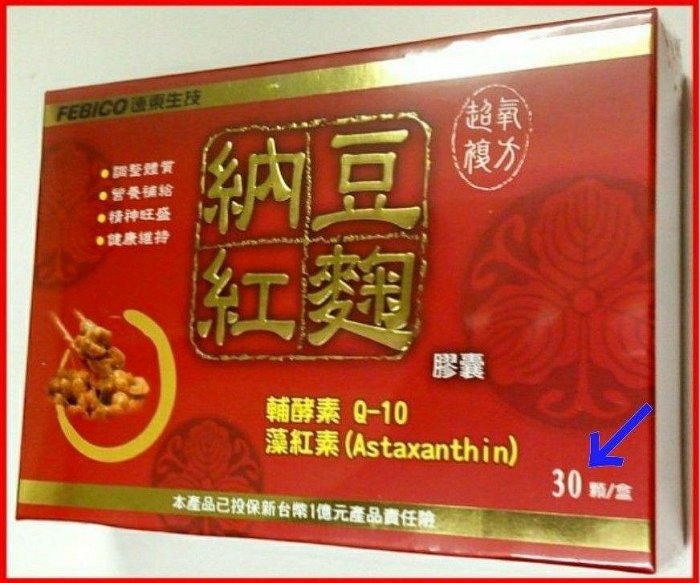 FEBICO 遠東生技
超氧
複方
調整體質
營養補給
精神旺盛
健康維持
納豆
紅麴
膠囊
輔酵素 Q-10
藻紅素(Astaxanthin)
30 顆/盒
本產品已投保新台幣1億元產品責任險